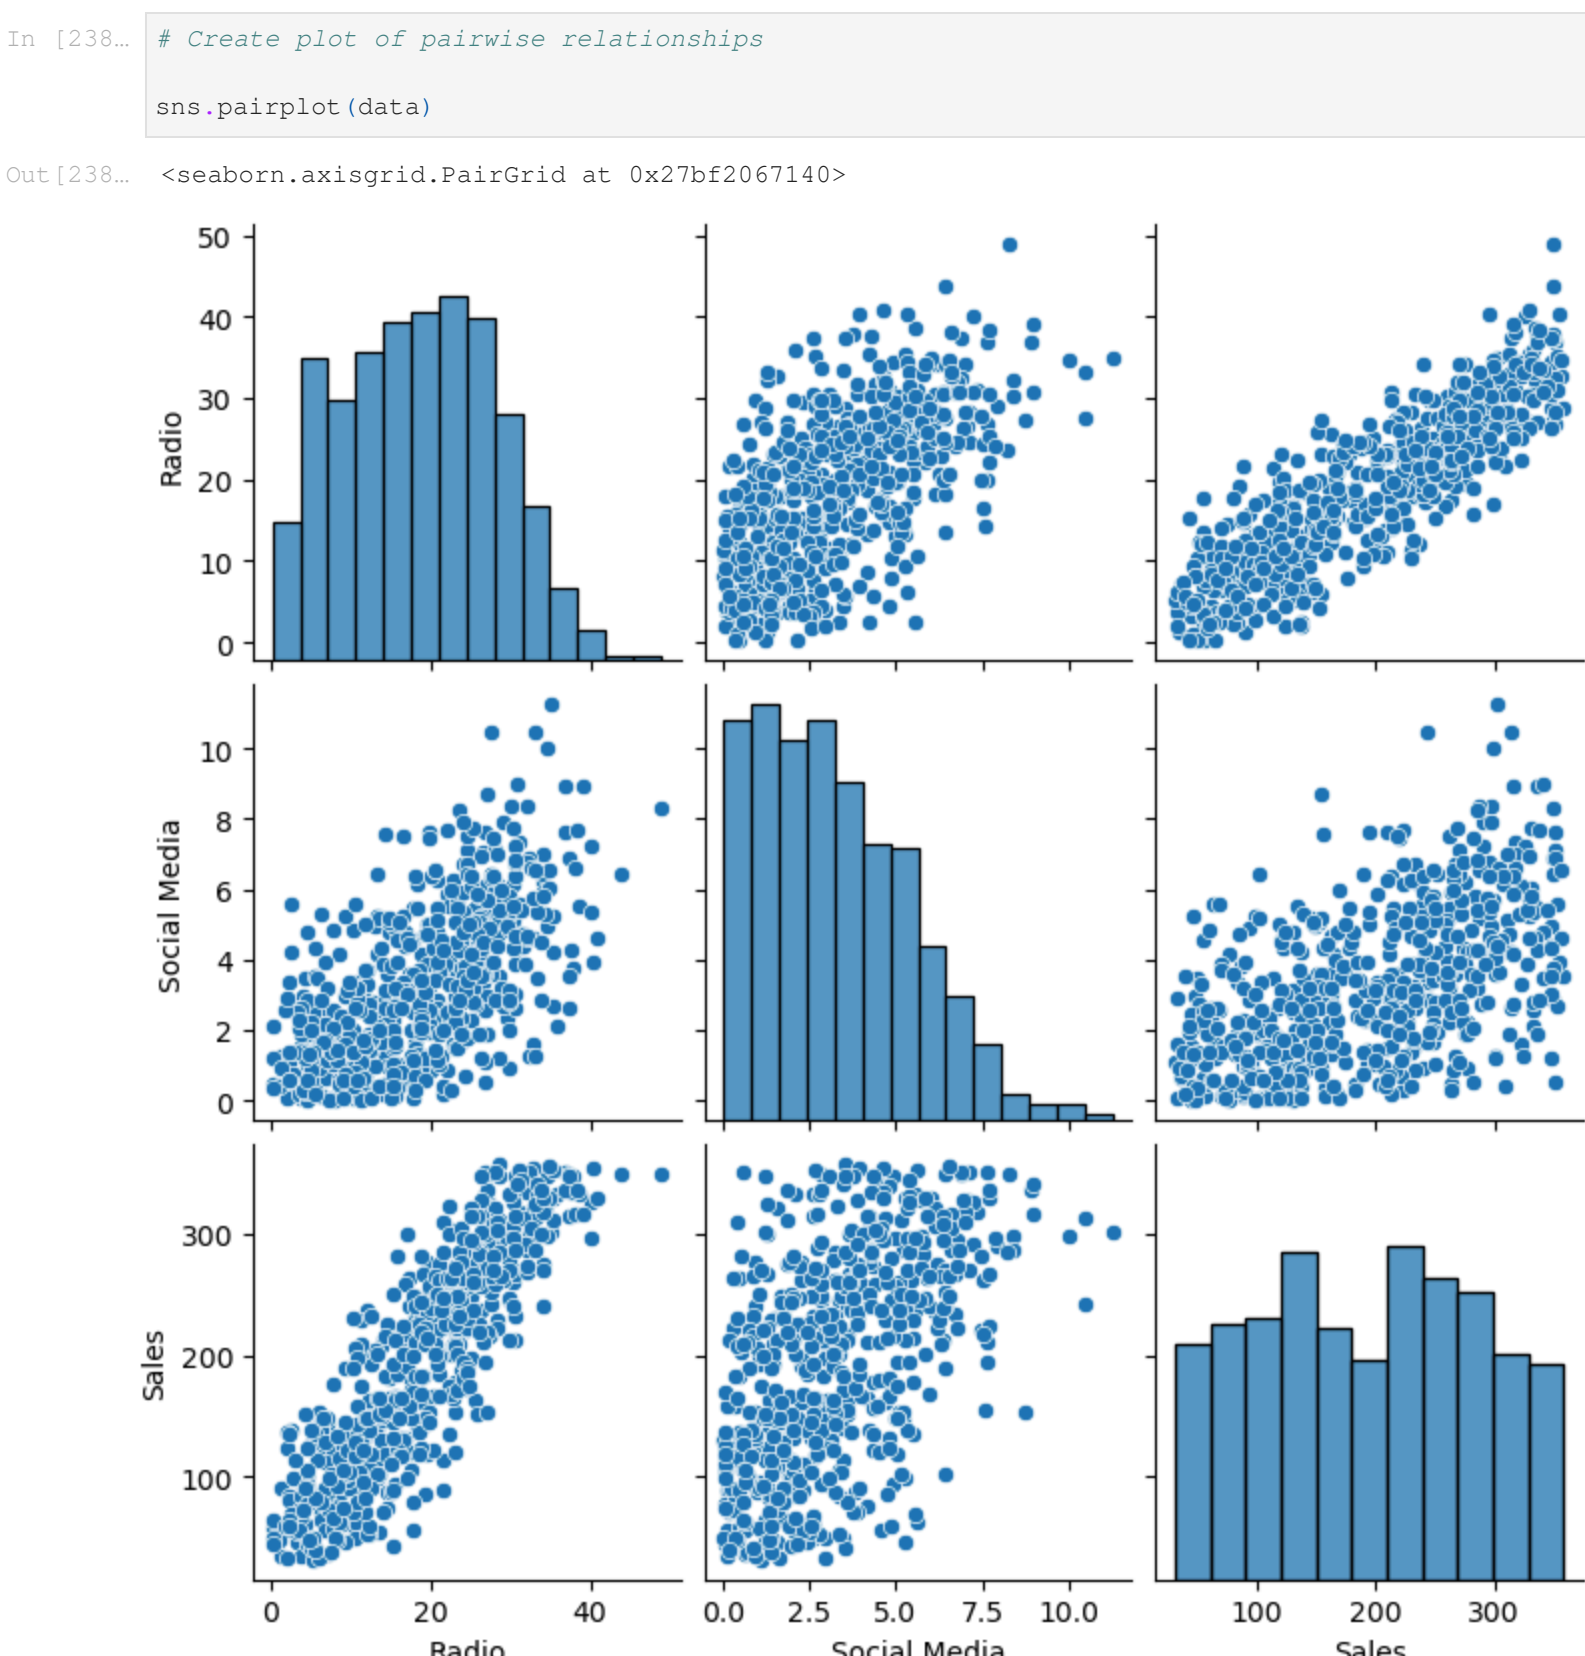 In [238… # Create plot of pairwise relationships
sns.pairplot(data)
Out[238… <seaborn.axisgrid.PairGrid at 0x27bf2067140>
50
40
30
20
10
0
Radio
10
8
6
4
2
0
Social Media
300
200
100
Sales
0 20 40
0.0 2.5 5.0 7.5 10.0
100 200 300
Radio
Social Media
Sales